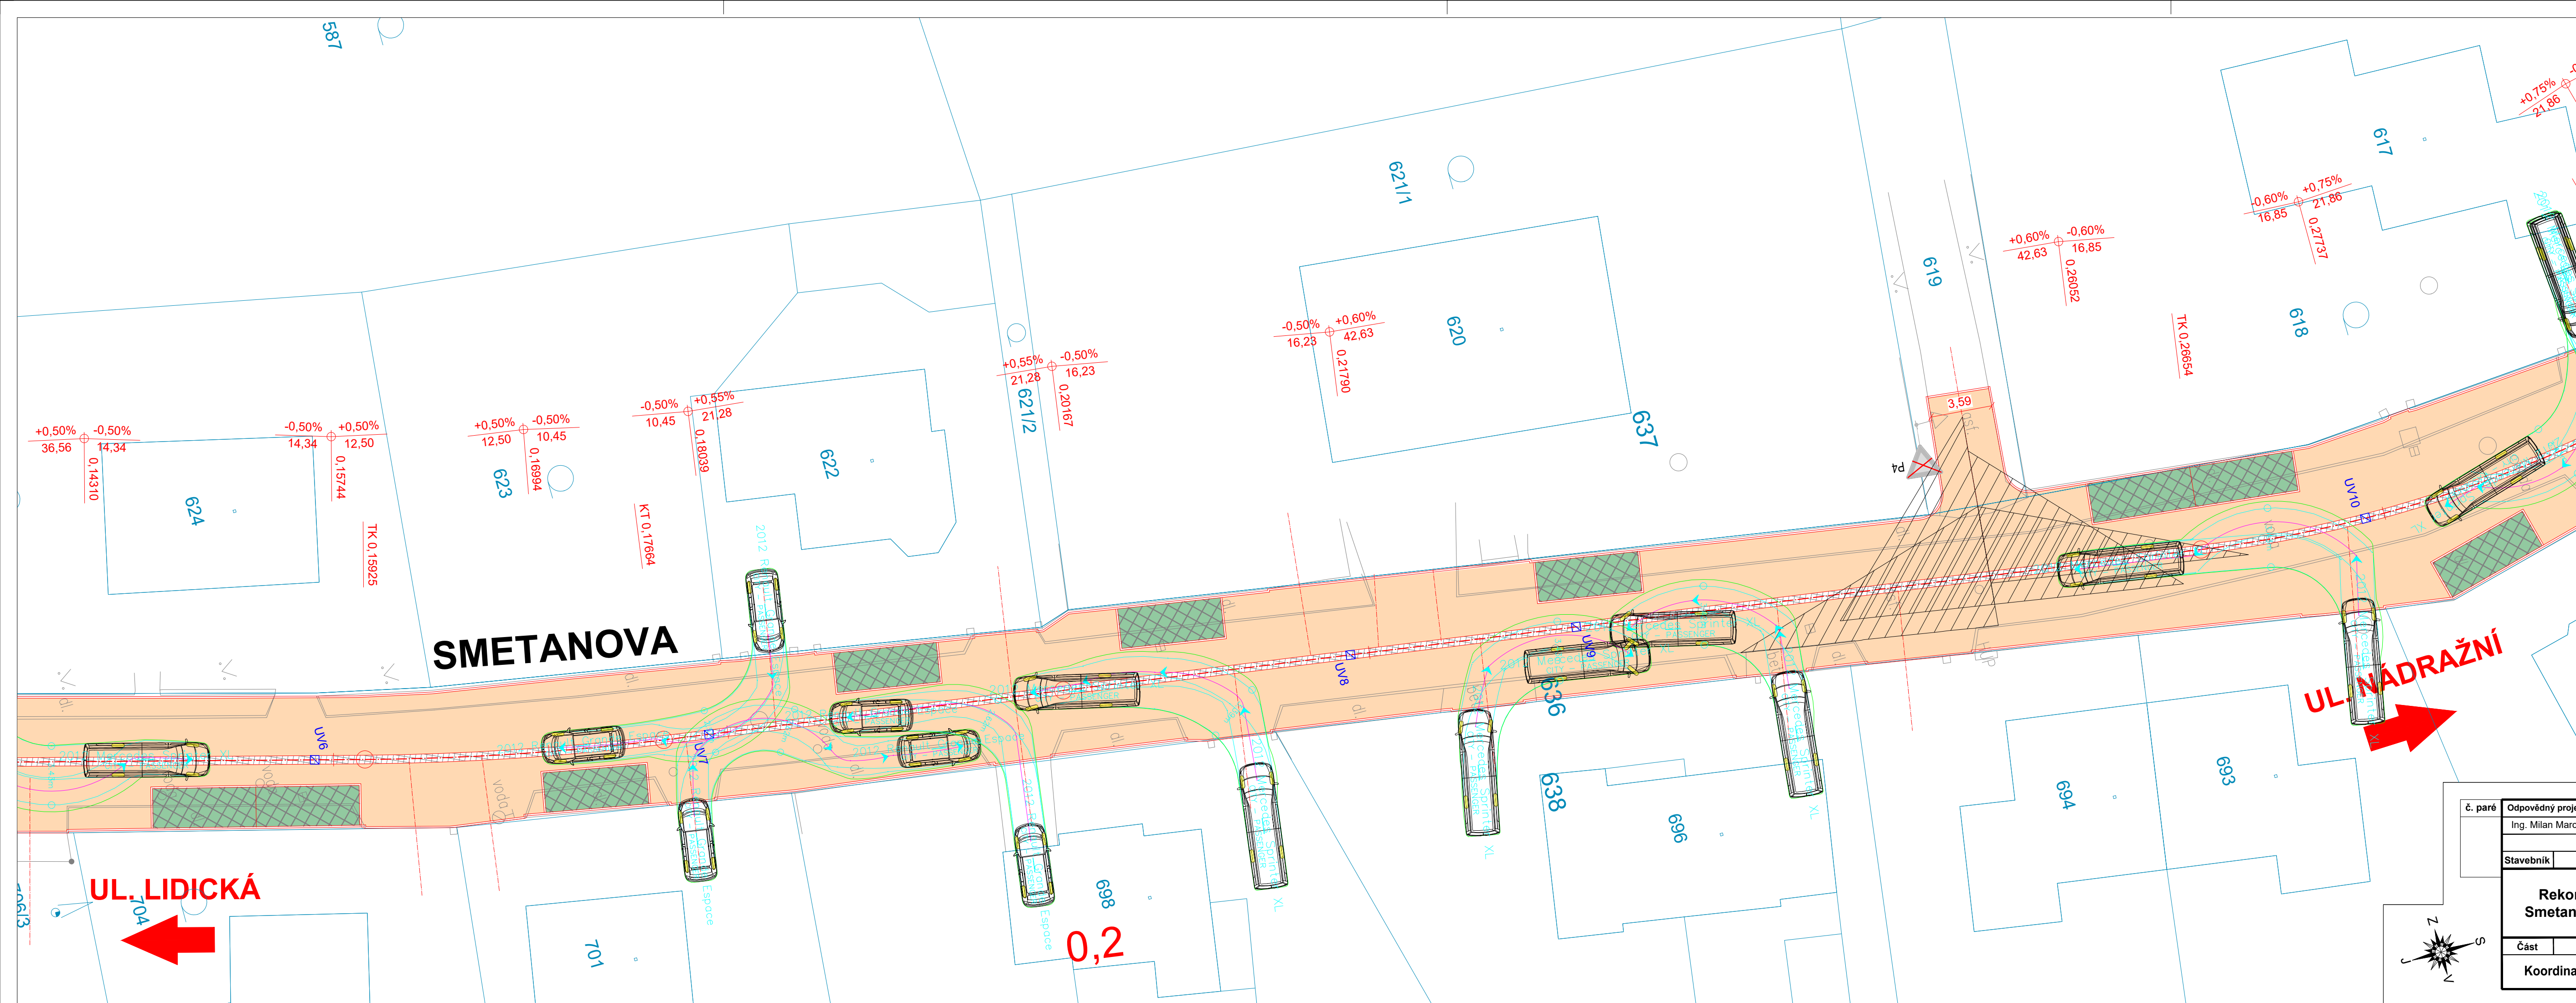 587
617
+0,75%
21,86
621/1
-0,60%
16,85
+0,75%
21,86
0,27737
+0,60%
42,63
-0,60%
16,85
0,26052
619
618
TK 0,26654
-0,50%
16,23
+0,60%
42,63
0,21790
620
637
+0,55%
21,28
-0,50%
16,23
0,20167
621/2
-0,50%
10,45
+0,55%
21,28
0,18039
622
+0,50%
12,50
-0,50%
10,45
0,16994
623
KT 0,17664
-0,50%
14,34
+0,50%
12,50
0,15744
TK 0,15925
+0,50%
36,56
-0,50%
14,34
0,14310
624
3,59
P4
SMETANOVA
UV6
UV7
UV8
UV9
UV10
636
638
696
694
693
698
701
704
706/3
0,2
UL. LIDICKÁ
UL. NÁDRAŽNÍ
č. paré
Odpovědný proje
Ing. Milan Marc
Stavebník
Rekon
Smetan
Část
Koordina
Z
S
J
V